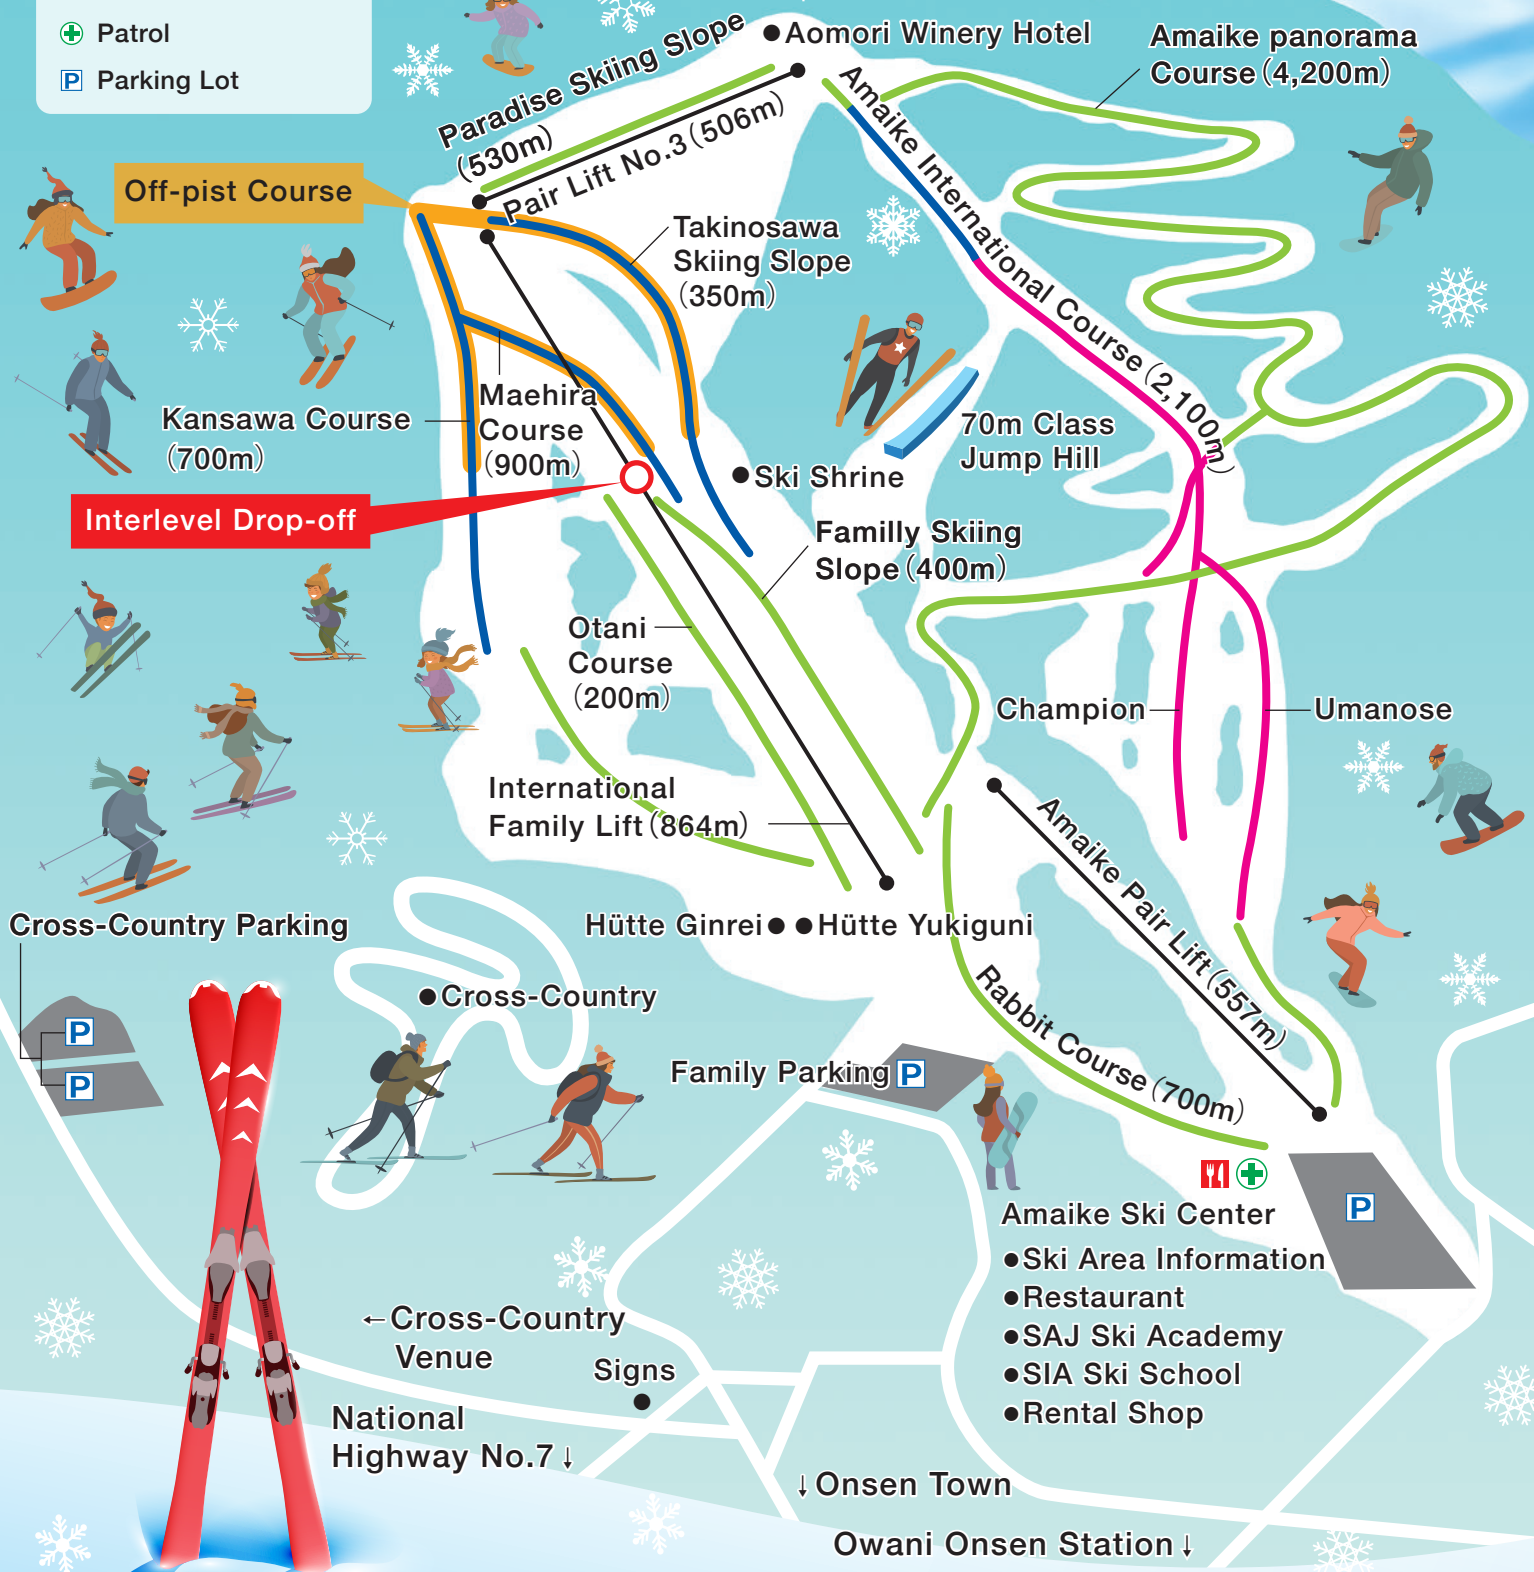 Patrol
P Parking Lot
Paradise Skiing Slope
(530m)
Pair Lift No.3 (506m)
Aomori Winery Hotel
Amaike panorama
Course (4,200m)
Amaike International Course (2,100m)
Off-pist Course
Takinosawa
Skiing Slope
(350m)
Kansawa Course
(700m)
Maehira
Course
(900m)
70m Class
Jump Hill
Ski Shrine
Interlevel Drop-off
Familly Skiing
Slope (400m)
Otani
Course
(200m)
Champion
Umanose
International
Family Lift (864m)
Amaike Pair Lift (557m)
Cross-Country Parking
P
P
Hütte Ginrei
Hütte Yukiguni
Cross-Country
Rabbit Course (700m)
Family Parking P
P
Amaike Ski Center
●Ski Area Information
●Restaurant
●SAJ Ski Academy
●SIA Ski School
●Rental Shop
←Cross-Country
Venue
Signs
National
Highway No.7↓
↓Onsen Town
Owani Onsen Station↓